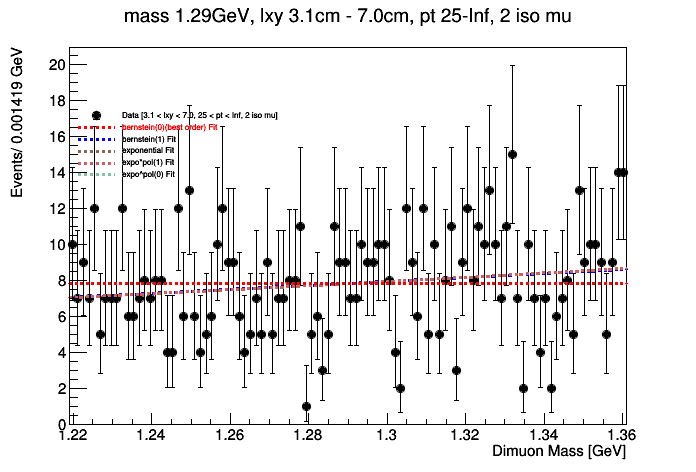 mass 1.29GeV, lxy 3.1cm - 7.0cm, pt 25-Inf, 2 iso mu
Events/ 0.001419 GeV
20
18
16
14
12
10
8
6
4
2
0
Data [3.1 < lxy < 7.0, 25 < pt < Inf, 2 iso mu]
bernstein(0)(best order) Fit
bernstein(1) Fit
exponential Fit
expo*pol(1) Fit
expo*pol(0) Fit
1.22 1.24 1.26 1.28 1.3 1.32 1.34 1.36
Dimuon Mass [GeV]